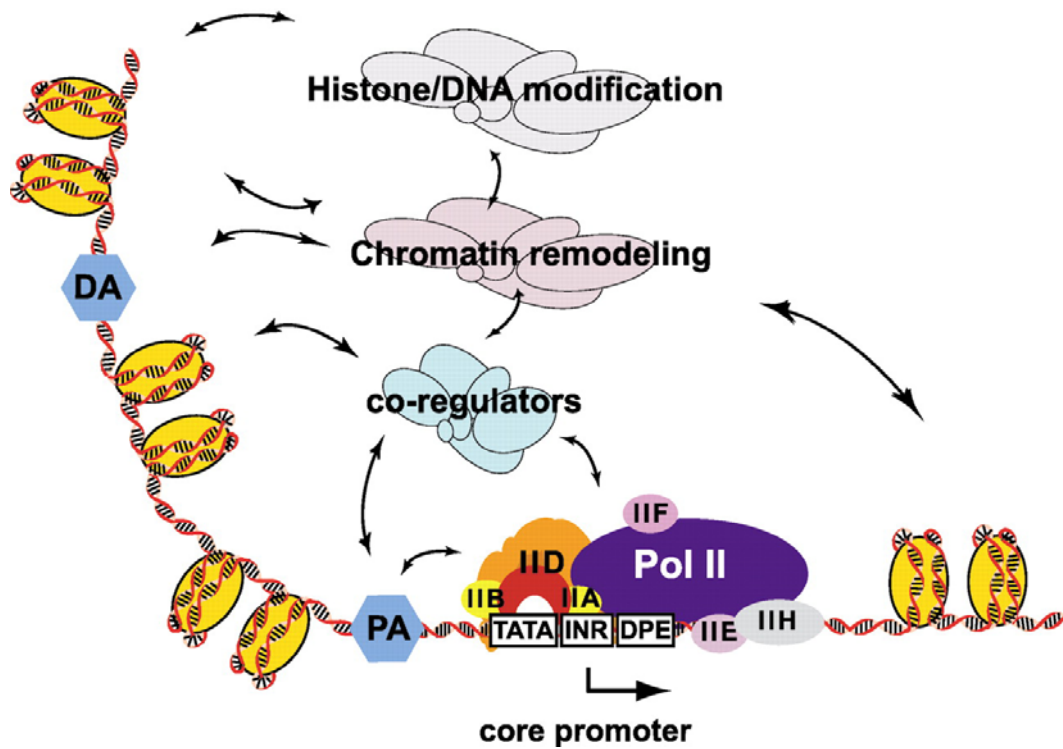 Histone/DNA modification
Chromatin remodeling
DA
co-regulators
IIF
IID
Pol II
IIB
IIA
PA
TATA INR DPE
IIE
IIH
core promoter